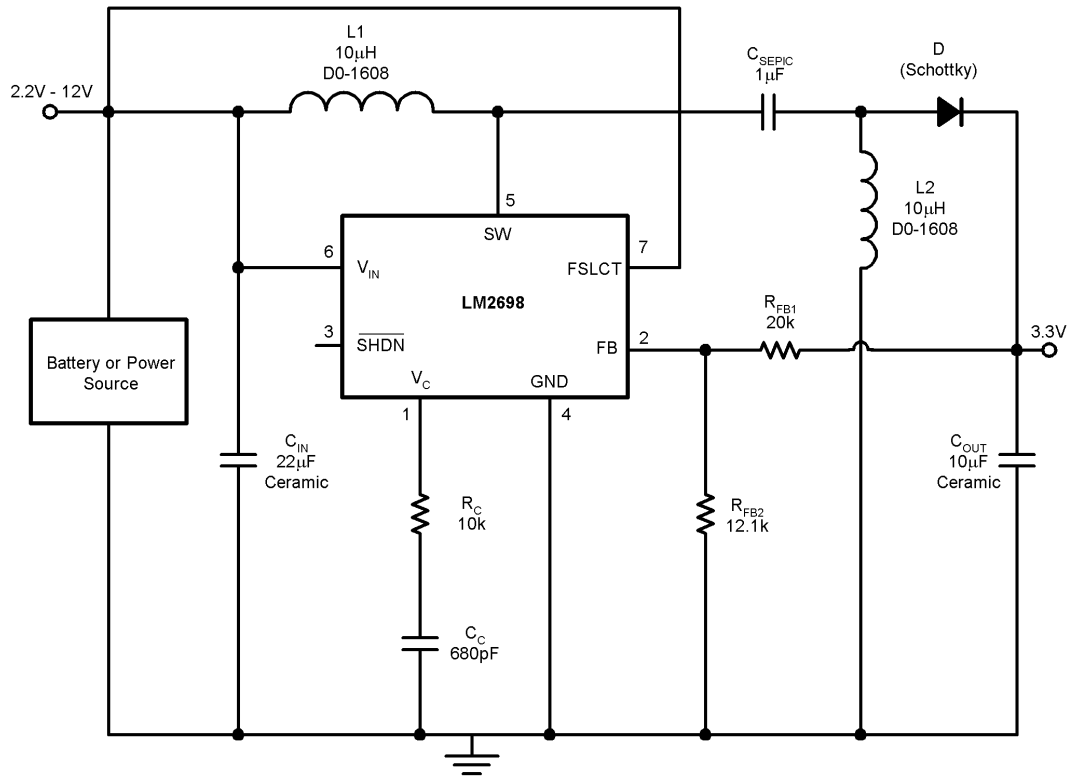 L1
10µH
D0-1608
C_SEPIC
1µF
D
(Schottky)
2.2V - 12V
L2
10µH
D0-1608
5
SW
6
V_IN
7
FSLCT
LM2698
3
SHDN
2
FB
R_FB1
20k
3.3V
Battery or Power
Source
V_C
GND
1
4
C_IN
22µF
Ceramic
C_OUT
10µF
Ceramic
R_C
10k
R_FB2
12.1k
C_C
680pF